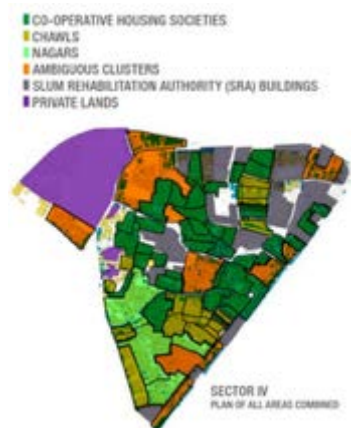 CO-OPERATIVE HOUSING SOCIETIES
CHAWLS
NAGARS
AMBIGUOUS CLUSTERS
SLUM REHABILITATION AUTHORITY (SRA) BUILDINGS
PRIVATE LANDS
SECTOR IV
PLAN OF ALL AREAS COMBINED